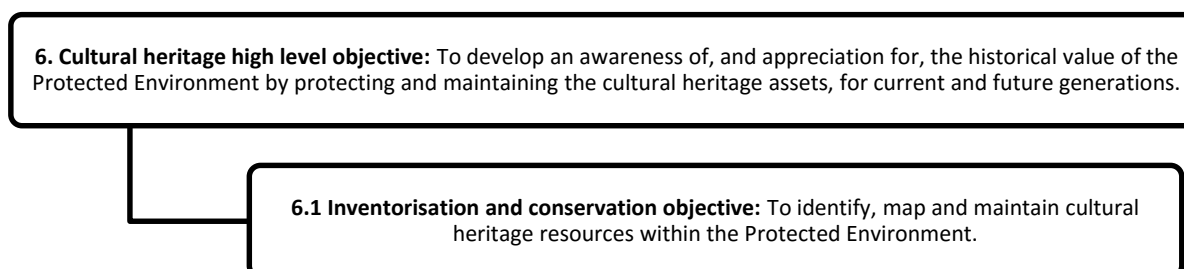 6. Cultural heritage high level objective: To develop an awareness of, and appreciation for, the historical value of the
Protected Environment by protecting and maintaining the cultural heritage assets, for current and future generations.
6.1 Inventorisation and conservation objective: To identify, map and maintain cultural
heritage resources within the Protected Environment.